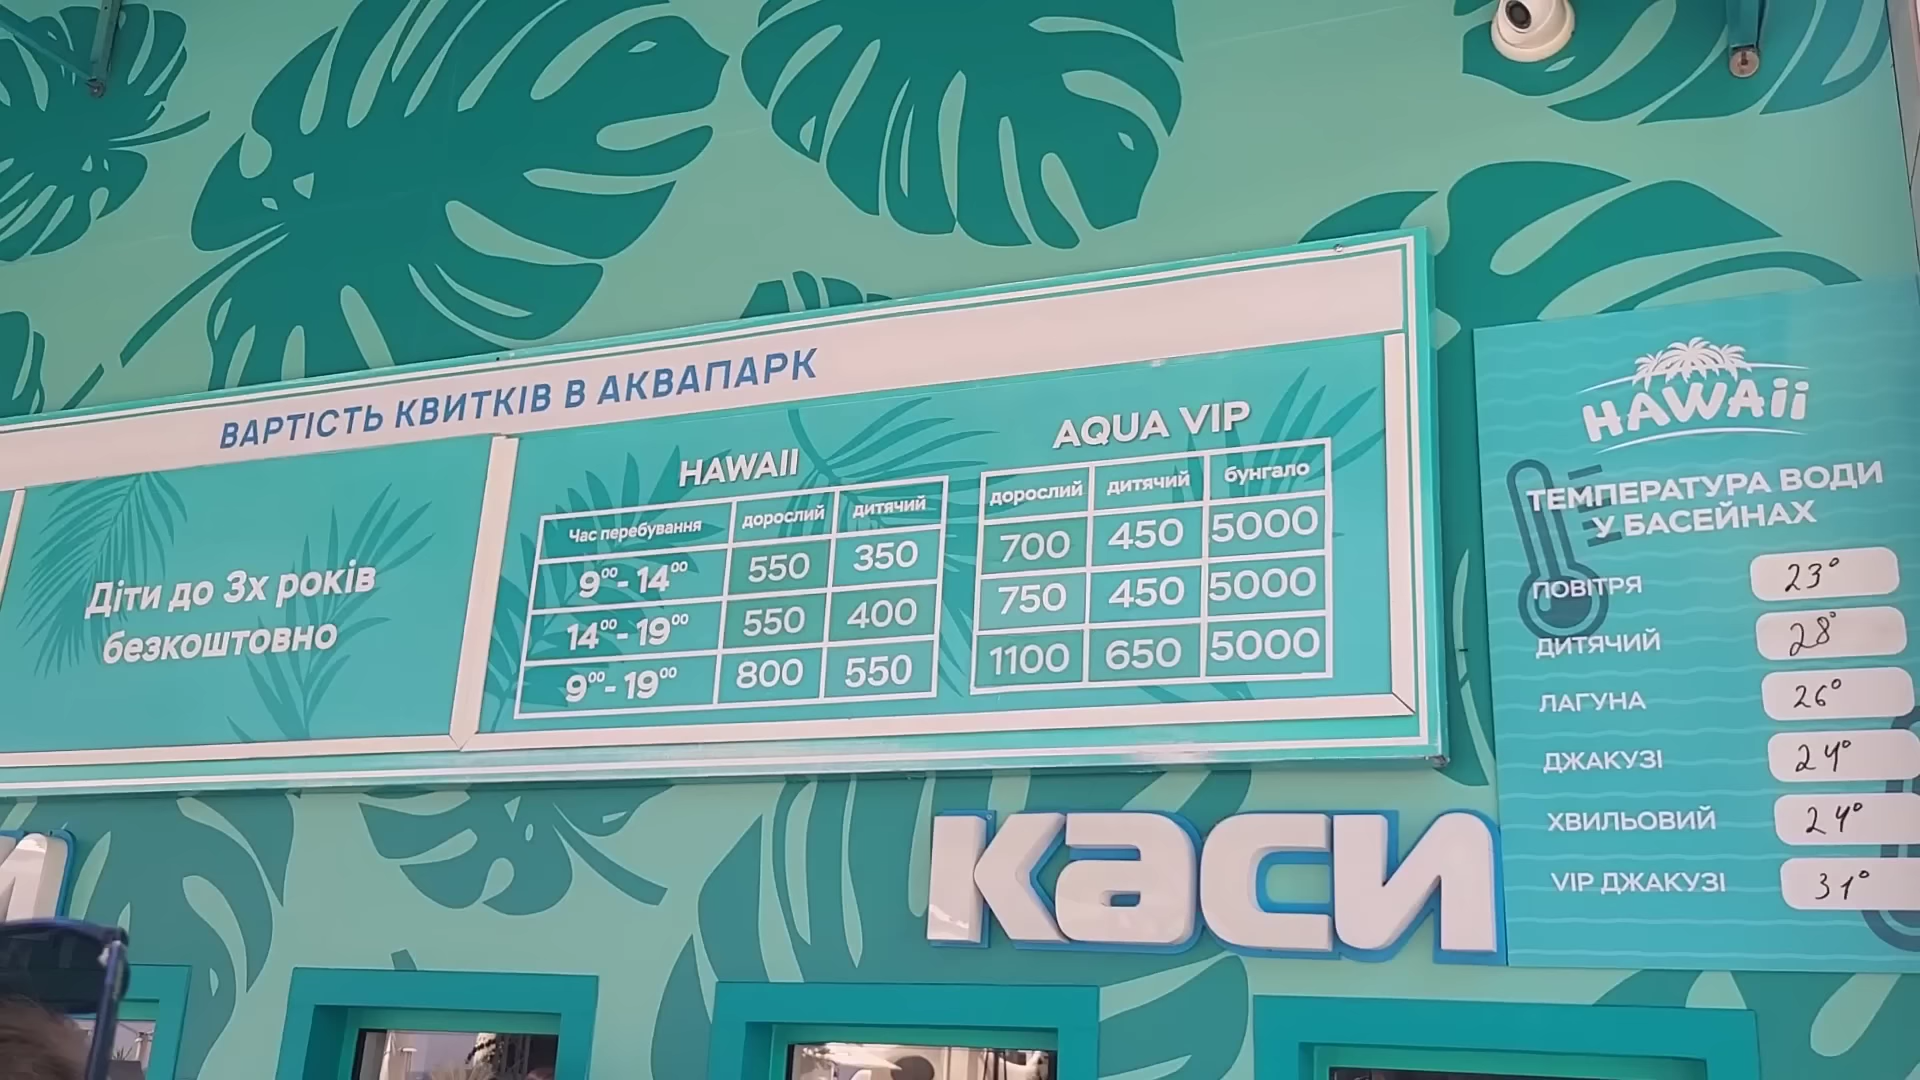 ВАРТІСТЬ КВИТКІВ В АКВАПАРК
Діти до 3х років
безкоштовно
HAWAII
Час перебування дорослий дитячий
9⁰⁰-14⁰⁰ 550 350
14⁰⁰-19⁰⁰ 550 400
9⁰⁰-19⁰⁰ 800 550
AQUA VIP
дорослий дитячий бунгало
700 450 5000
750 450 5000
1100 650 5000
каси
HAWAii
ТЕМПЕРАТУРА ВОДИ
У БАСЕЙНАХ
ПОВІТРЯ 23°
ДИТЯЧИЙ 28°
ЛАГУНА 26°
ДЖАКУЗІ 24°
ХВИЛЬОВИЙ 24°
VIP ДЖАКУЗІ 31°